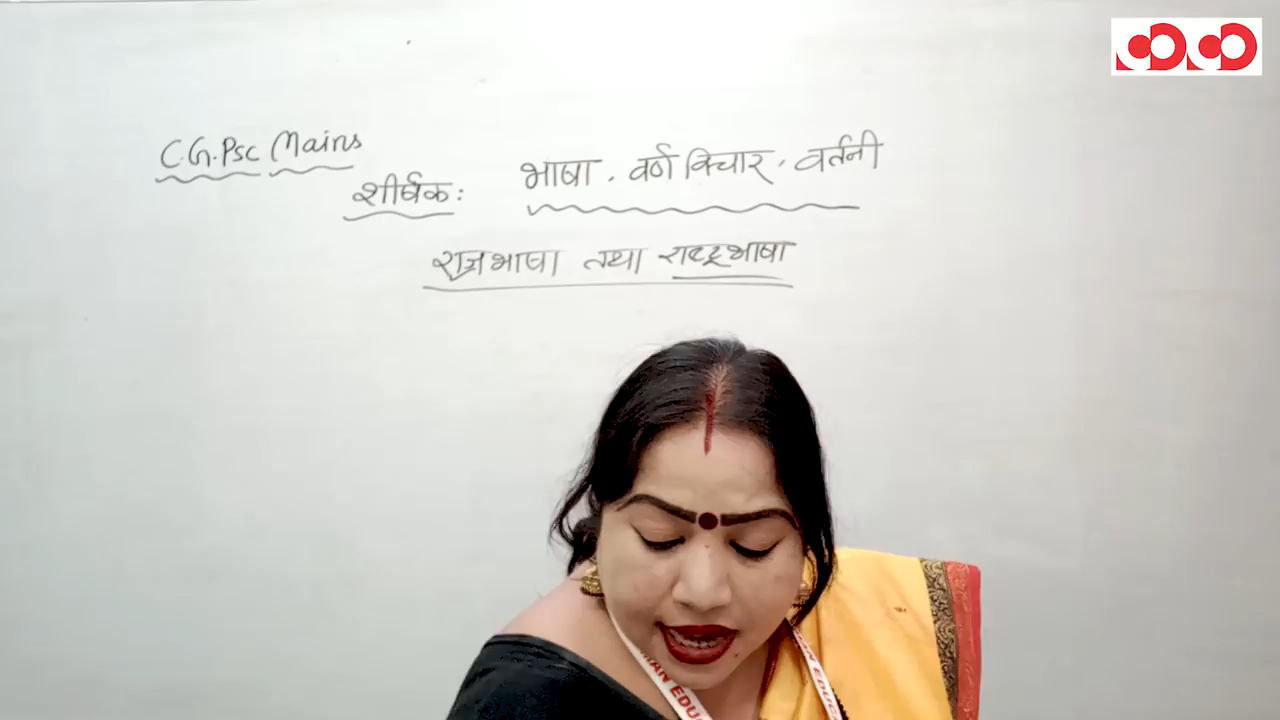 C.G.Psc Mains
शीर्षक : भाषा, वर्ण विचार, वर्तनी
राजभाषा तथा राष्ट्रभाषा